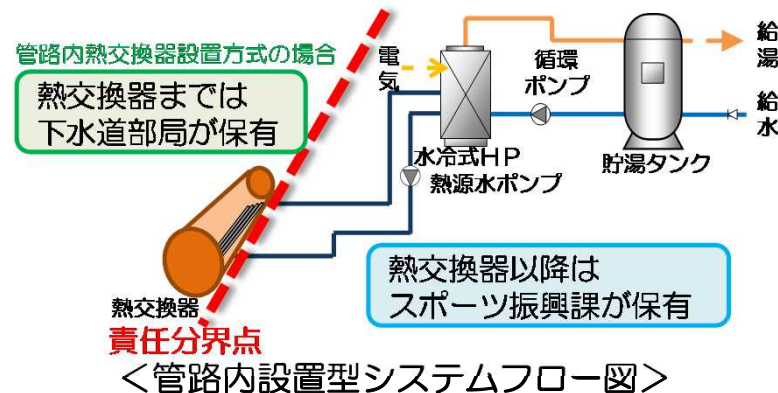 管路内熱交換器設置方式の場合
熱交換器までは
下水道部局が保有
電気
循環
ポンプ
給湯
給水
水冷式HP
熱源水ポンプ
貯湯タンク
熱交換器以降は
スポーツ振興課が保有
熱交換器
責任分界点
＜管路内設置型システムフロー図＞